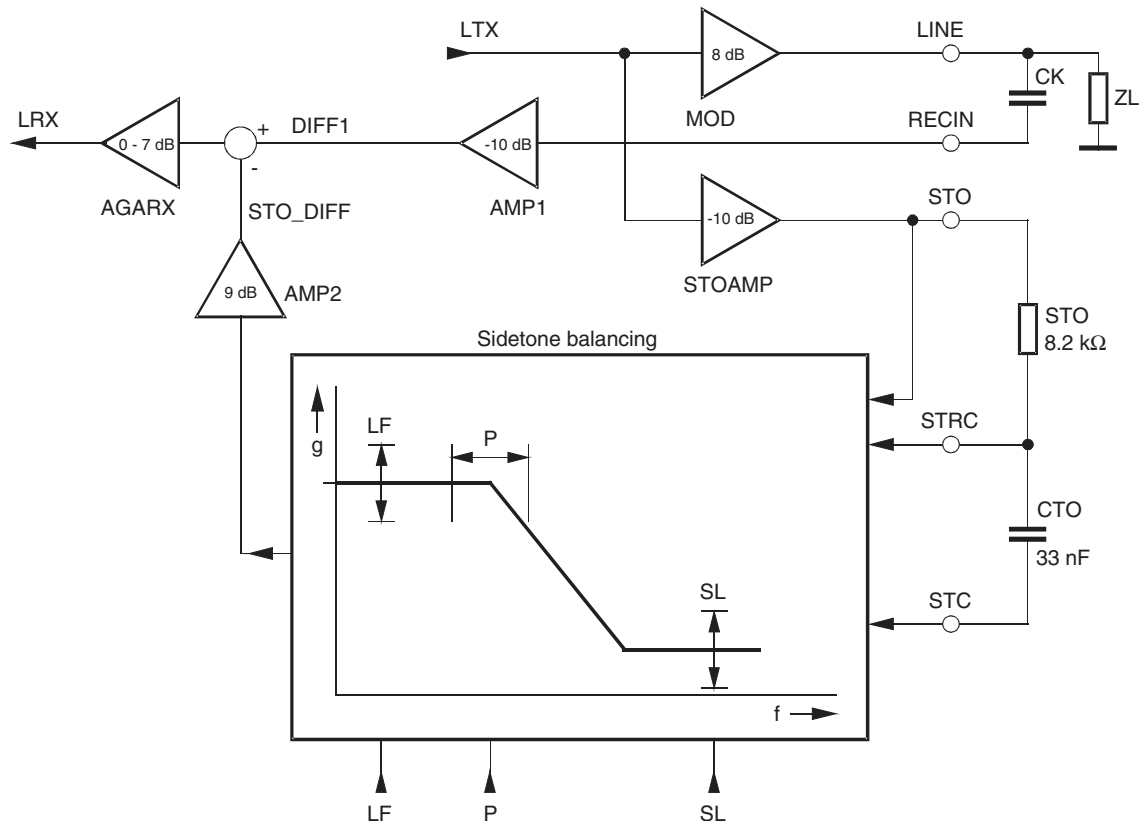 LTX
8 dB
MOD
LINE
CK
ZL
LRX
0 - 7 dB
AGARX
+
-
DIFF1
-10 dB
AMP1
RECIN
STO_DIFF
-10 dB
STOAMP
STO
9 dB
AMP2
STO
8.2 kΩ
Sidetone balancing
g
LF
P
SL
f
STRC
CTO
33 nF
STC
LF
P
SL